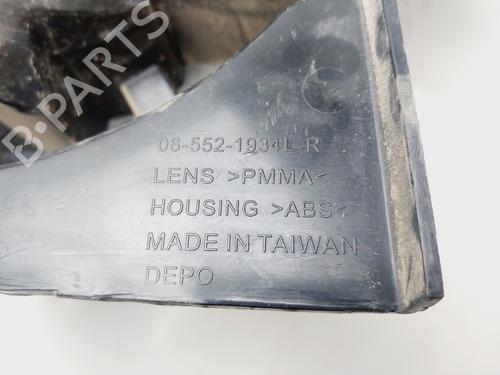 B-PARTS
C
08-552-1934L-R
LENS >PMMA<
HOUSING >ABS<
MADE IN TAIWAN
DEPO